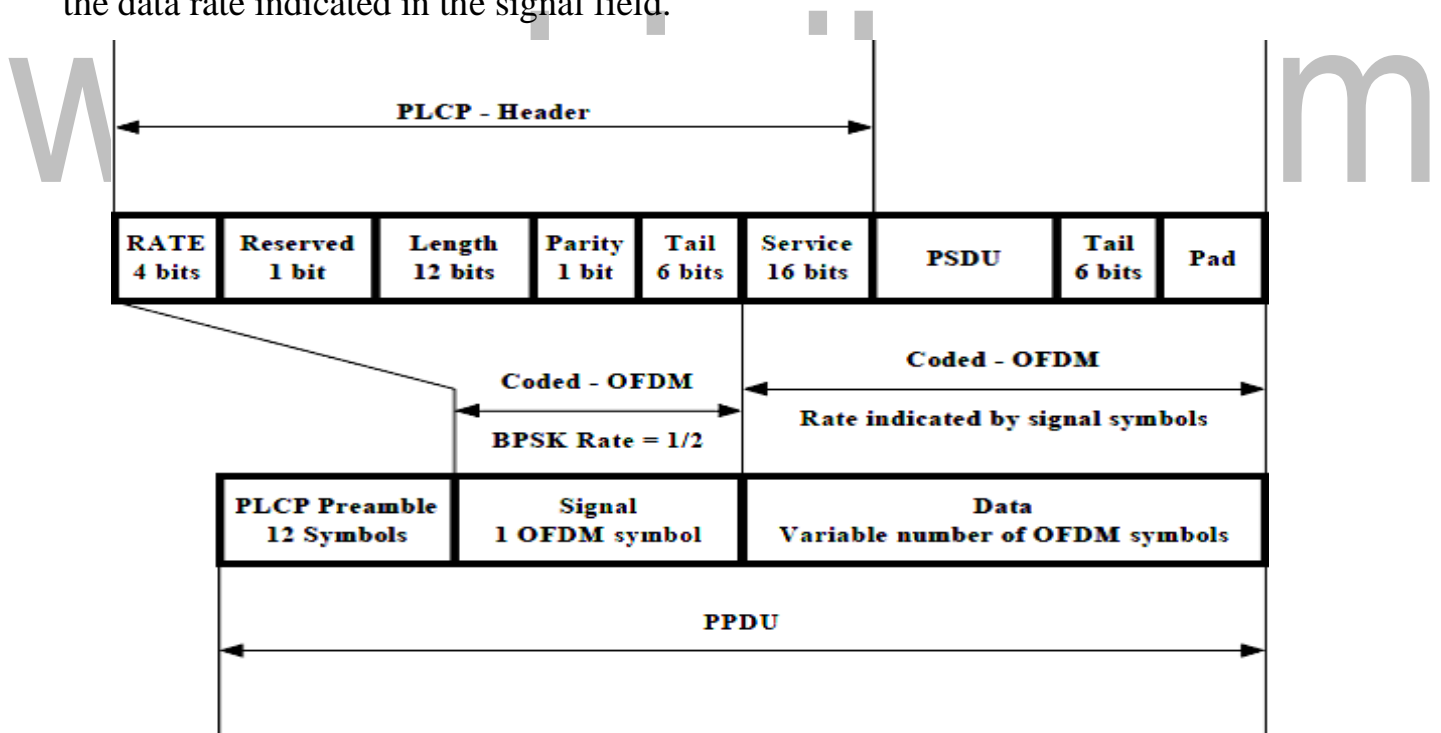 the data rate indicated in the signal field.
PLCP - Header
RATE
4 bits
Reserved
1 bit
Length
12 bits
Parity
1 bit
Tail
6 bits
Service
16 bits
PSDU
Tail
6 bits
Pad
Coded - OFDM
Rate indicated by signal symbols
Coded - OFDM
BPSK Rate = 1/2
PLCP Preamble
12 Symbols
Signal
1 OFDM symbol
Data
Variable number of OFDM symbols
PPDU